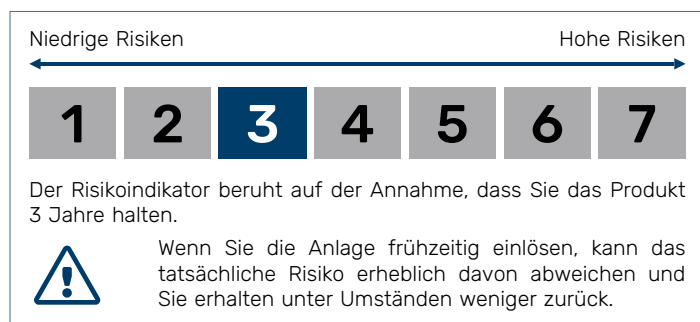 Niedrige Risiken Hohe Risiken
1 2 3 4 5 6 7
Der Risikoindikator beruht auf der Annahme, dass Sie das Produkt
3 Jahre halten.
Wenn Sie die Anlage frühzeitig einlösen, kann das
tatsächliche Risiko erheblich davon abweichen und
Sie erhalten unter Umständen weniger zurück.